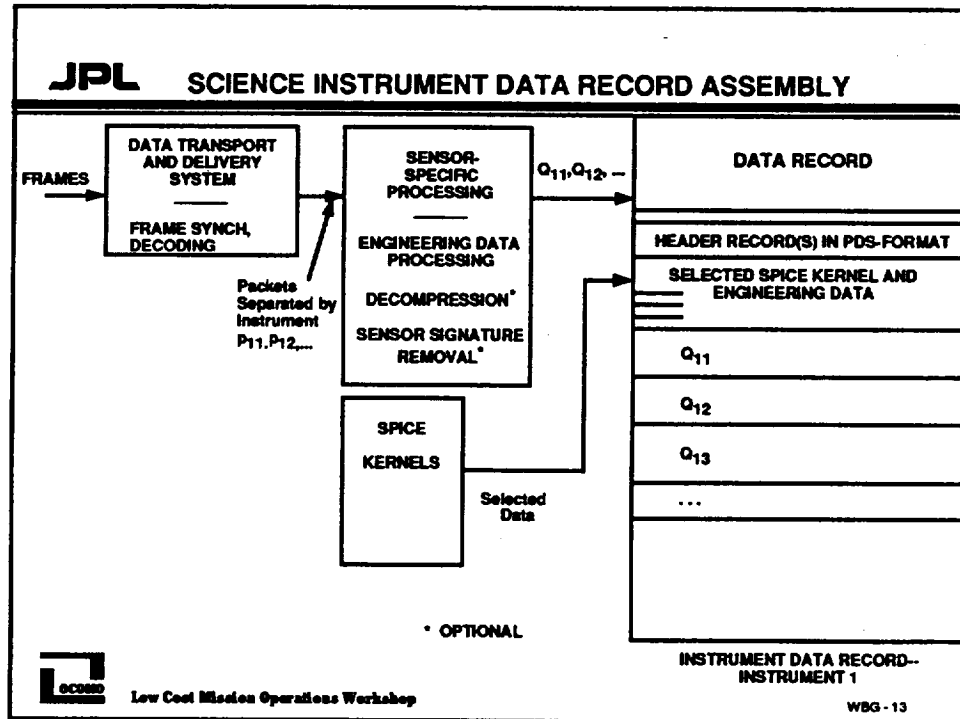 JPL SCIENCE INSTRUMENT DATA RECORD ASSEMBLY
FRAMES
DATA TRANSPORT
AND DELIVERY
SYSTEM
FRAME SYNCH,
DECODING
Packets
Separated by
Instrument
P11.P12,...
SENSOR-
SPECIFIC
PROCESSING
ENGINEERING DATA
PROCESSING
DECOMPRESSION*
SENSOR SIGNATURE
REMOVAL*
Q11,Q12, ...
SPICE
KERNELS
Selected
Data
DATA RECORD
HEADER RECORD(S) IN PDS-FORMAT
SELECTED SPICE KERNEL AND
ENGINEERING DATA
Q11
Q12
Q13
...
* OPTIONAL
INSTRUMENT DATA RECORD--
INSTRUMENT 1
LOCOMO
Low Cost Mission Operations Workshop
WBG - 13